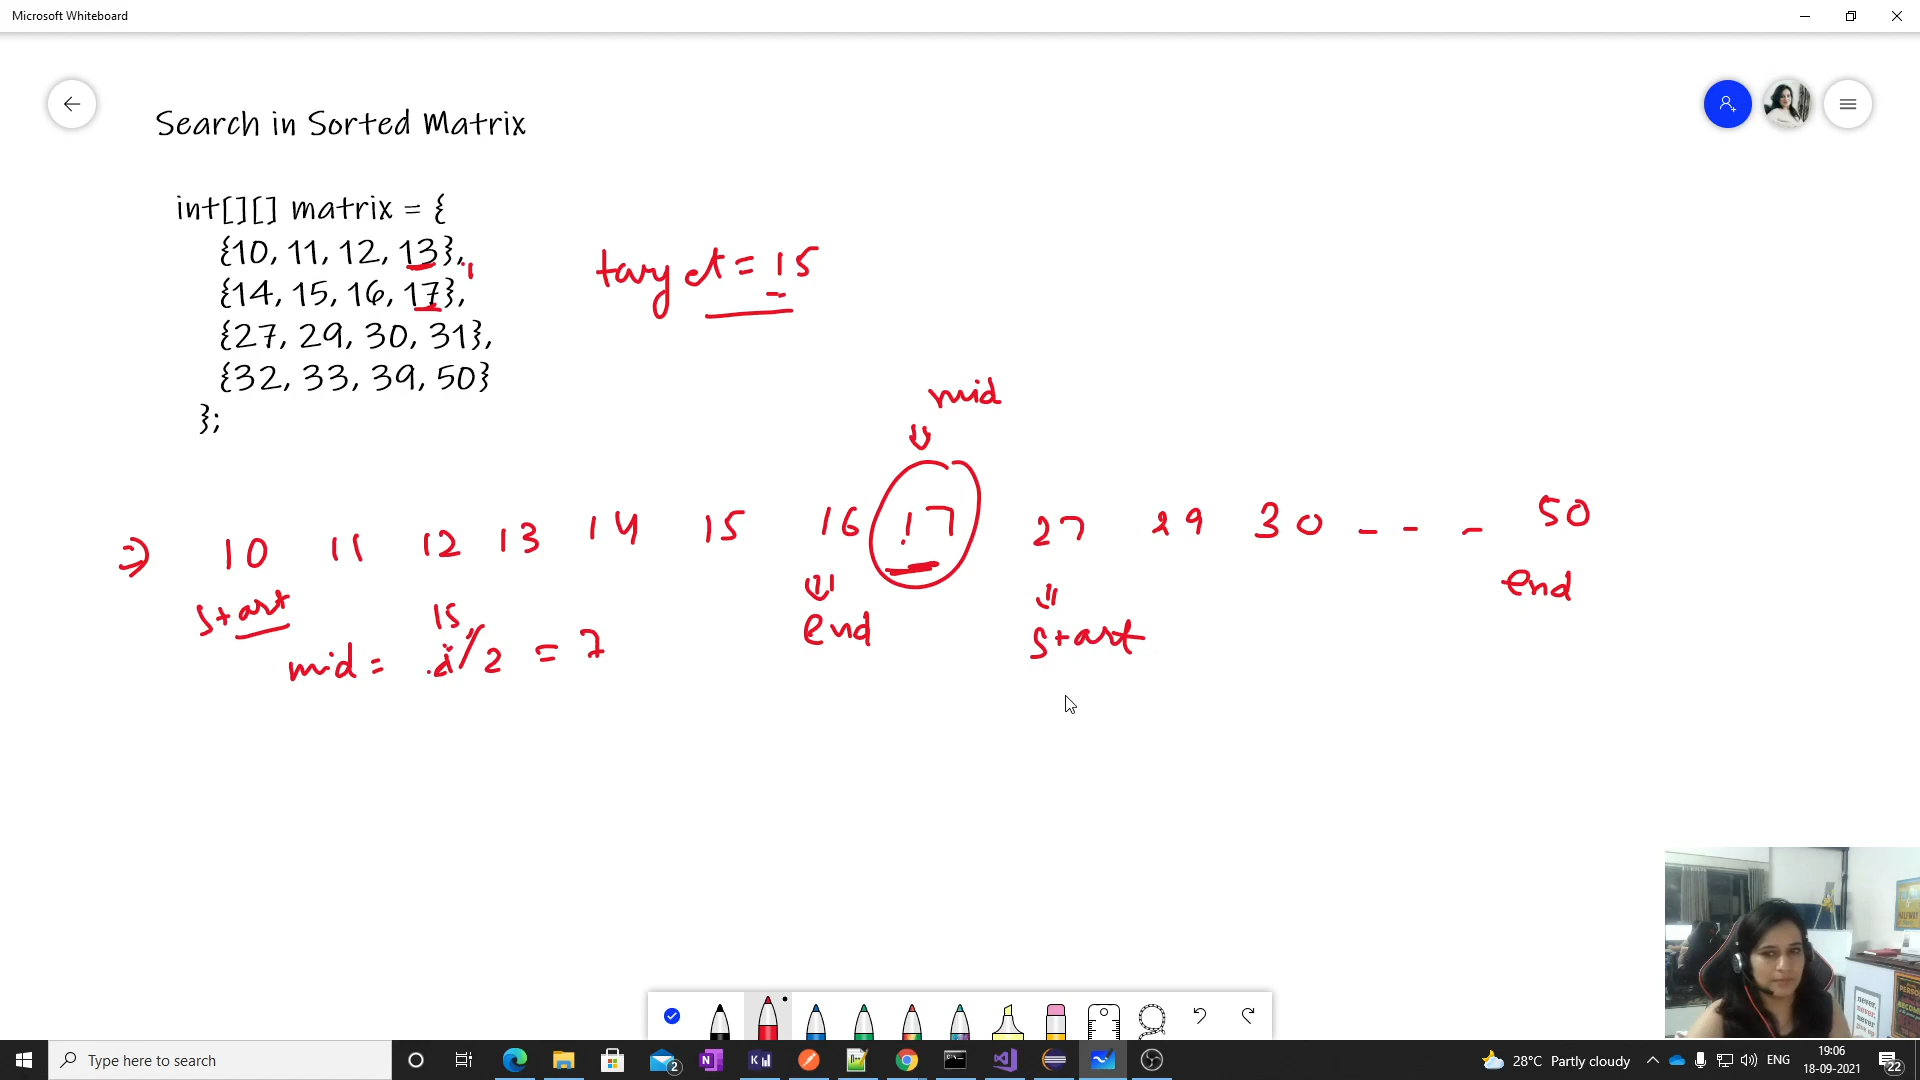 Microsoft Whiteboard
Search in Sorted Matrix
int[][] matrix = {
{10, 11, 12, 13},
{14, 15, 16, 17},
{27, 29, 30, 31},
{32, 33, 39, 50}
};
target = 15
mid
⇒ 10 11 12 13 14 15 16 17 27 29 30 - - - 50
start
end
start
end
15
mid = /2 = 7
Type here to search
2
28°C Partly cloudy
ENG
19:06
18-09-2021
22